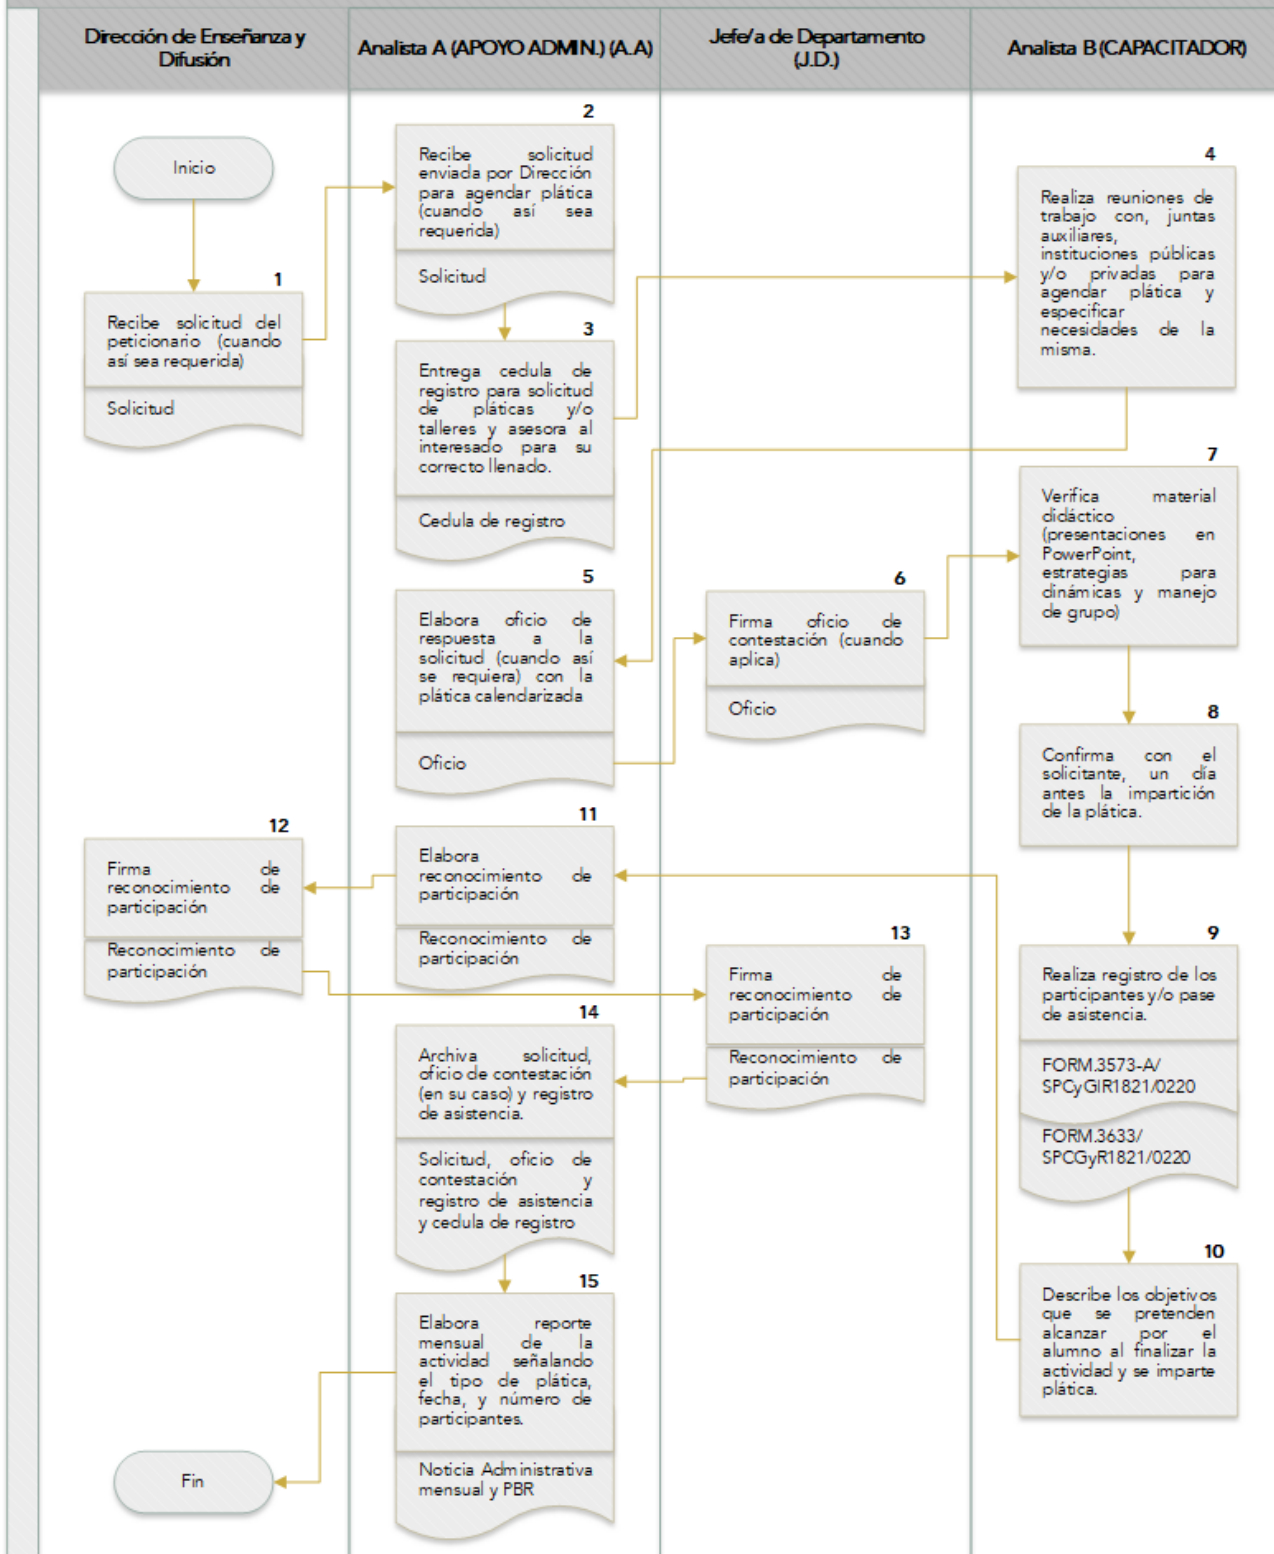 Dirección de Enseñanza y
Difusión
Analista A (APOYO ADMIN.) (A.A)
Jefe/a de Departamento
(J.D.)
Analista B (CAPACITADOR)
Inicio
1
Recibe solicitud del
peticionario (cuando
así sea requerida)
Solicitud
2
Recibe solicitud
enviada por Dirección
para agendar plática
(cuando así sea
requerida)
Solicitud
3
Entrega cedula de
registro para solicitud
de pláticas y/o
talleres y asesora al
interesado para su
correcto llenado.
Cedula de registro
4
Realiza reuniones de
trabajo con, juntas
auxiliares,
instituciones públicas
y/o privadas para
agendar plática y
especificar
necesidades de la
misma.
5
Elabora oficio de
respuesta a la
solicitud (cuando así
se requiera) con la
plática calendarizada
Oficio
6
Firma oficio de
contestación (cuando
aplica)
Oficio
7
Verifica material
didáctico
(presentaciones en
PowerPoint,
estrategias para
dinámicas y manejo
de grupo)
8
Confirma con el
solicitante, un día
antes la impartición
de la plática.
9
Realiza registro de los
participantes y/o pase
de asistencia.
FORM.3573-A/
SPCyGIR1821/0220
FORM.3633/
SPCGyR1821/0220
10
Describe los objetivos
que se pretenden
alcanzar por el
alumno al finalizar la
actividad y se imparte
plática.
11
Elabora
reconocimiento de
participación
Reconocimiento de
participación
12
Firma de
reconocimiento de
participación
Reconocimiento de
participación
13
Firma de
reconocimiento de
participación
Reconocimiento de
participación
14
Archiva solicitud,
oficio de contestación
(en su caso) y registro
de asistencia.
Solicitud, oficio de
contestación y
registro de asistencia
y cedula de registro
15
Elabora reporte
mensual de la
actividad señalando
el tipo de plática,
fecha, y número de
participantes.
Noticia Administrativa
mensual y PBR
Fin